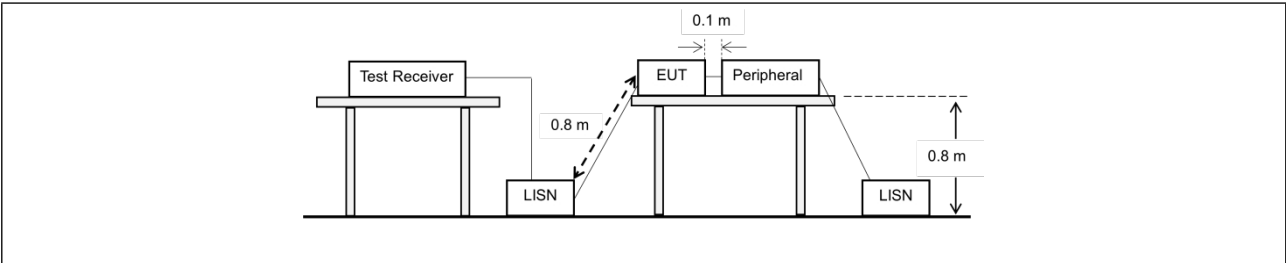 0.1 m
Test Receiver
EUT
Peripheral
0.8 m
0.8 m
LISN
LISN